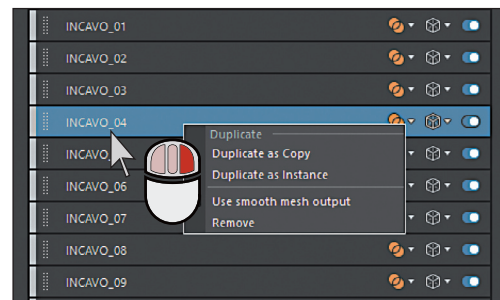 INCAVO_01
INCAVO_02
INCAVO_03
INCAVO_04
Duplicate
INCAVO_
Duplicate as Copy
Duplicate as Instance
INCAVO_06
Use smooth mesh output
INCAVO_07
Remove
INCAVO_08
INCAVO_09